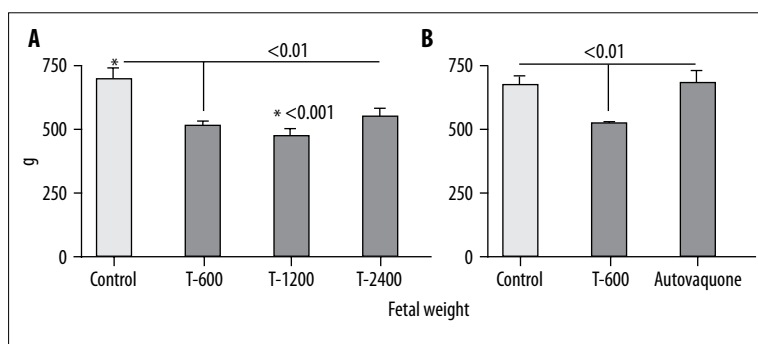 A
<0.01
750
*
500
* <0.001
g
250
0
Control T-600 T-1200 T-2400
B
<0.01
750
500
250
0
Control T-600 Autovaquone
Fetal weight